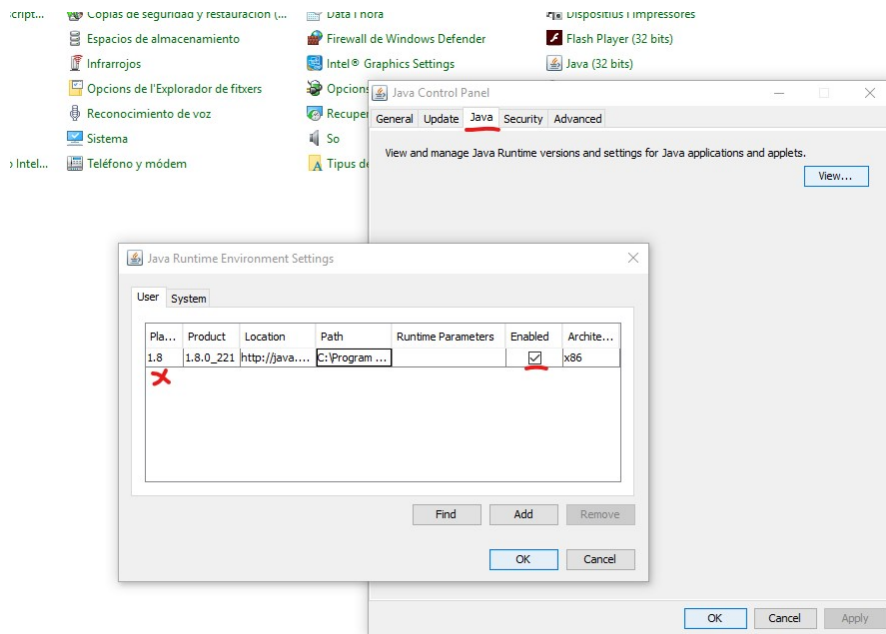 cript...
Copias de seguridad y restauración (...
Data i hora
Dispositius i impressores
Espacios de almacenamiento
Firewall de Windows Defender
Flash Player (32 bits)
Infrarrojos
Intel® Graphics Settings
Java (32 bits)
Opcions de l'Explorador de fitxers
Opcions
Reconocimiento de voz
Recuper
Sistema
So
o Intel...
Teléfono y módem
Tipus de
Java Control Panel
General Update Java Security Advanced
View and manage Java Runtime versions and settings for Java applications and applets.
View...
Java Runtime Environment Settings
User System
Pla... Product Location Path Runtime Parameters Enabled Archite...
1.8 1.8.0_221 http://java.... C:\Program ... x86
Find Add Remove
OK Cancel
OK Cancel Apply